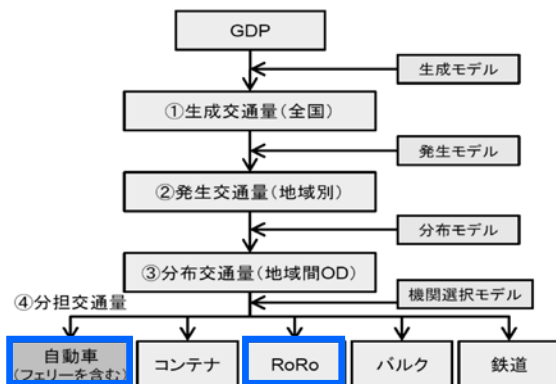 GDP
生成モデル
①生成交通量(全国)
発生モデル
②発生交通量(地域別)
分布モデル
③分布交通量(地域間OD)
④分担交通量
機関選択モデル
自動車
(フェリーを含む)
コンテナ
RoRo
バルク
鉄道